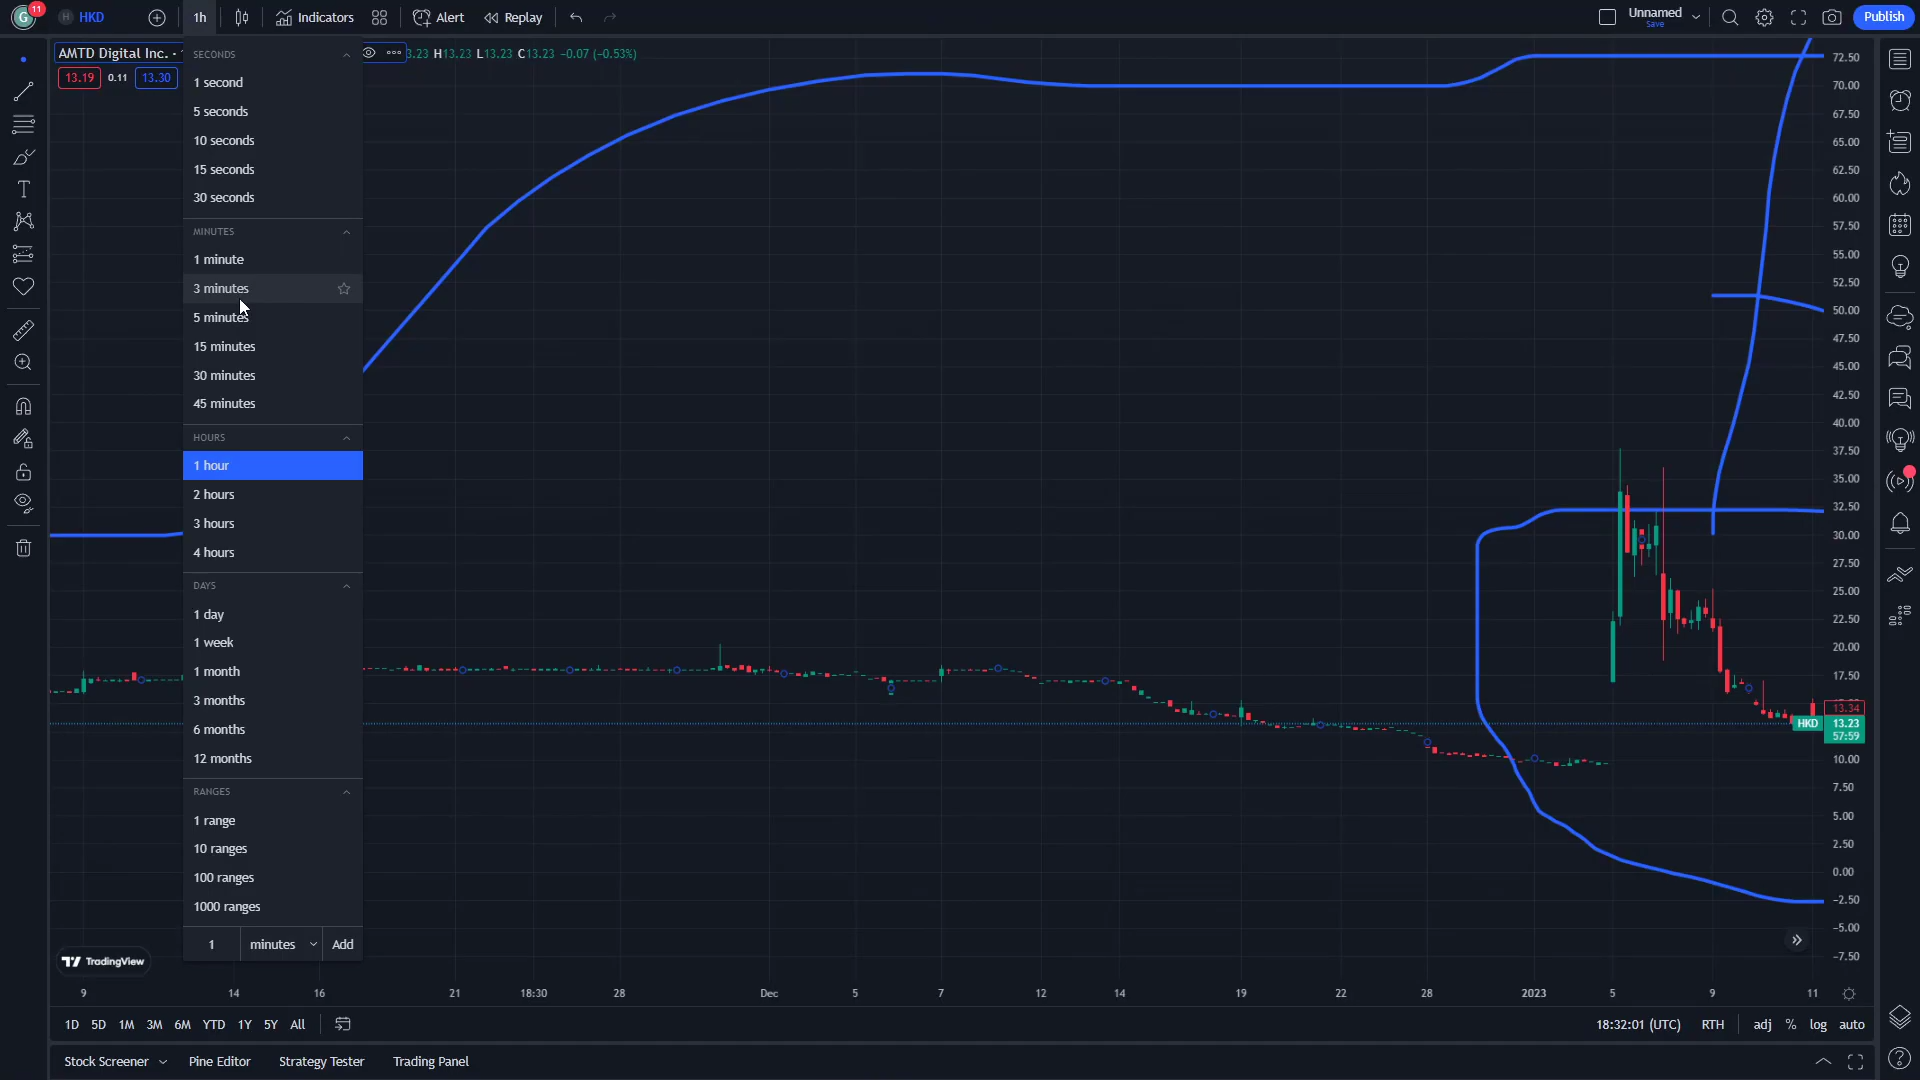 G 11 H HKD 1h Indicators Alert Replay Unnamed Save Publish
AMTD Digital Inc. · 3.23 H13.23 L13.23 C13.23 -0.07 (-0.53%)
13.19 0.11 13.30
SECONDS
1 second
5 seconds
10 seconds
15 seconds
30 seconds
MINUTES
1 minute
3 minutes
5 minutes
15 minutes
30 minutes
45 minutes
HOURS
1 hour
2 hours
3 hours
4 hours
DAYS
1 day
1 week
1 month
3 months
6 months
12 months
RANGES
1 range
10 ranges
100 ranges
1000 ranges
1 minutes Add
72.50
70.00
67.50
65.00
62.50
60.00
57.50
55.00
52.50
50.00
47.50
45.00
42.50
40.00
37.50
35.00
32.50
30.00
27.50
25.00
22.50
20.00
17.50
13.34
HKD 13.23
57:59
10.00
7.50
5.00
2.50
0.00
-2.50
-5.00
-7.50
TradingView
9 14 16 21 18:30 28 Dec 5 7 12 14 19 22 28 2023 5 9 11
1D 5D 1M 3M 6M YTD 1Y 5Y All 18:32:01 (UTC) RTH adj % log auto
Stock Screener Pine Editor Strategy Tester Trading Panel